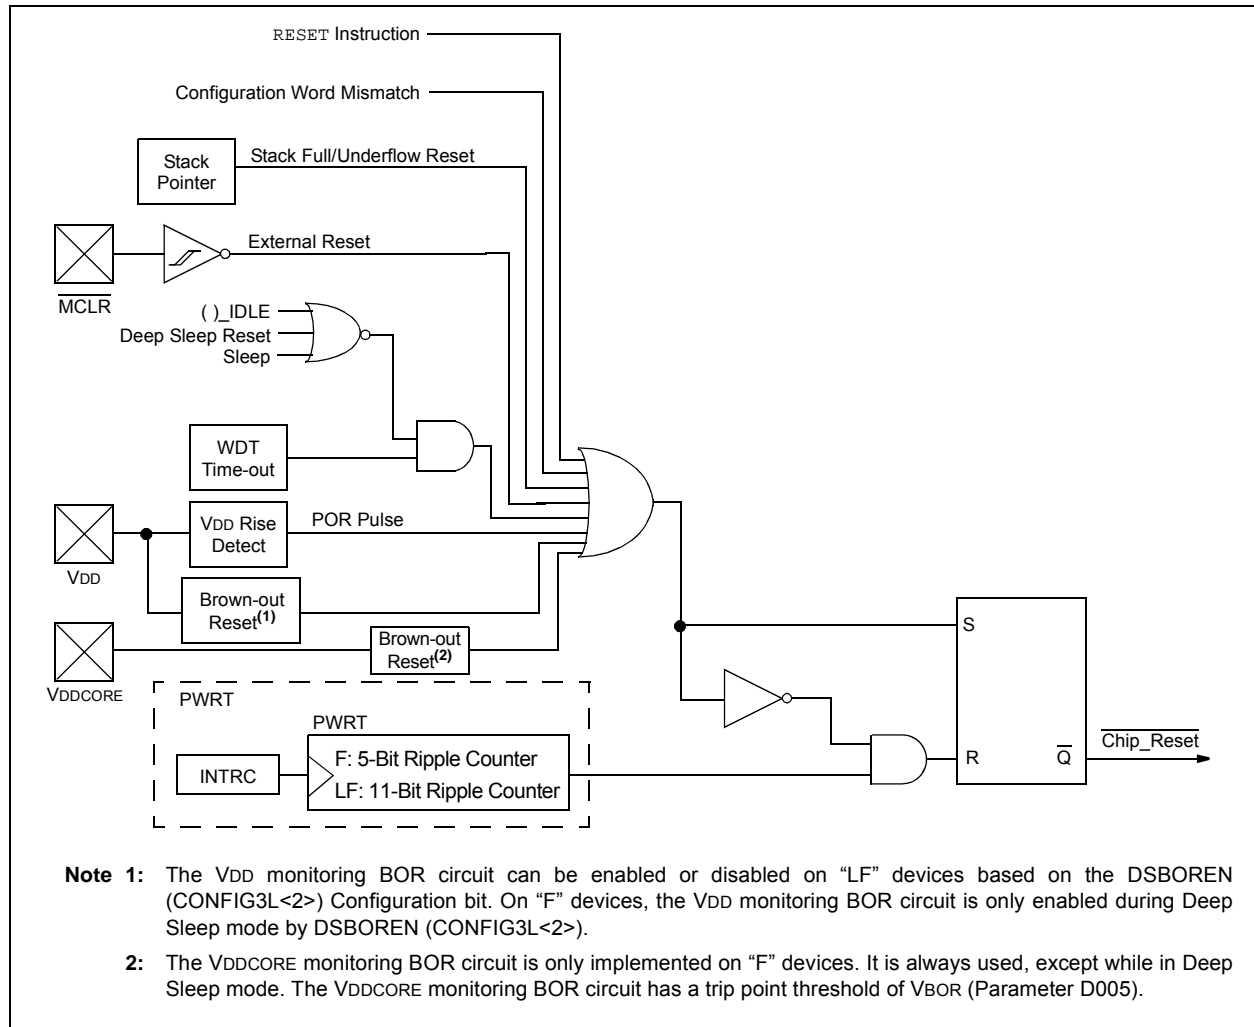 RESET Instruction
Configuration Word Mismatch
Stack
Pointer
Stack Full/Underflow Reset
External Reset
MCLR
( )_IDLE
Deep Sleep Reset
Sleep
WDT
Time-out
VDD Rise
Detect
POR Pulse
VDD
Brown-out
Reset(1)
Brown-out
Reset(2)
VDDCORE
PWRT
PWRT
INTRC
F: 5-Bit Ripple Counter
LF: 11-Bit Ripple Counter
S
R
Q
Chip_Reset
Note 1: The VDD monitoring BOR circuit can be enabled or disabled on “LF” devices based on the DSBOREN
(CONFIG3L<2>) Configuration bit. On “F” devices, the VDD monitoring BOR circuit is only enabled during Deep
Sleep mode by DSBOREN (CONFIG3L<2>).
2: The VDDCORE monitoring BOR circuit is only implemented on “F” devices. It is always used, except while in Deep
Sleep mode. The VDDCORE monitoring BOR circuit has a trip point threshold of VBOR (Parameter D005).